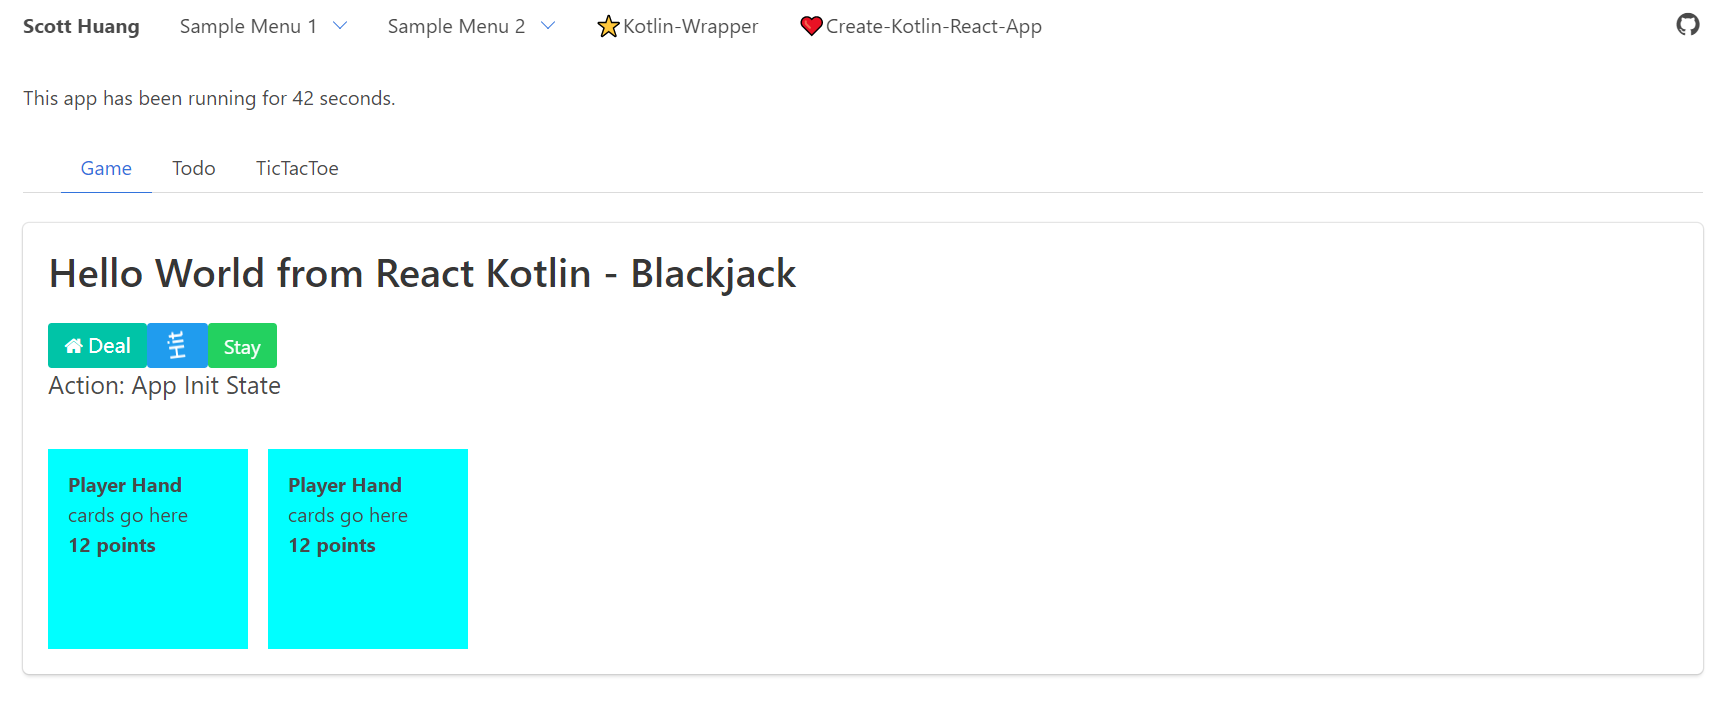 Scott Huang Sample Menu 1 Sample Menu 2 Kotlin-Wrapper Create-Kotlin-React-App
This app has been running for 42 seconds.
Game Todo TicTacToe
Hello World from React Kotlin - Blackjack
Deal Hit Stay
Action: App Init State
Player Hand
cards go here
12 points
Player Hand
cards go here
12 points